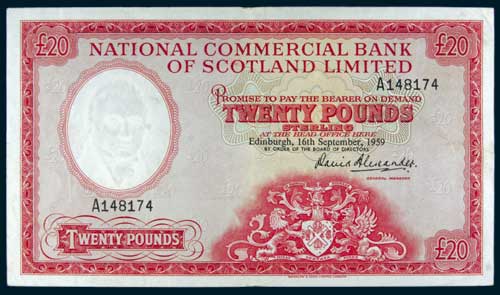 £20
£20
NATIONAL COMMERCIAL BANK
OF SCOTLAND LIMITED
A148174
PROMISE TO PAY THE BEARER ON DEMAND
TWENTY POUNDS
STERLING
AT THE HEAD OFFICE HERE
Edinburgh, 16th September, 1959
BY ORDER OF THE BOARD OF DIRECTORS
David Alexander
GENERAL MANAGER
A148174
TWENTY POUNDS
£20